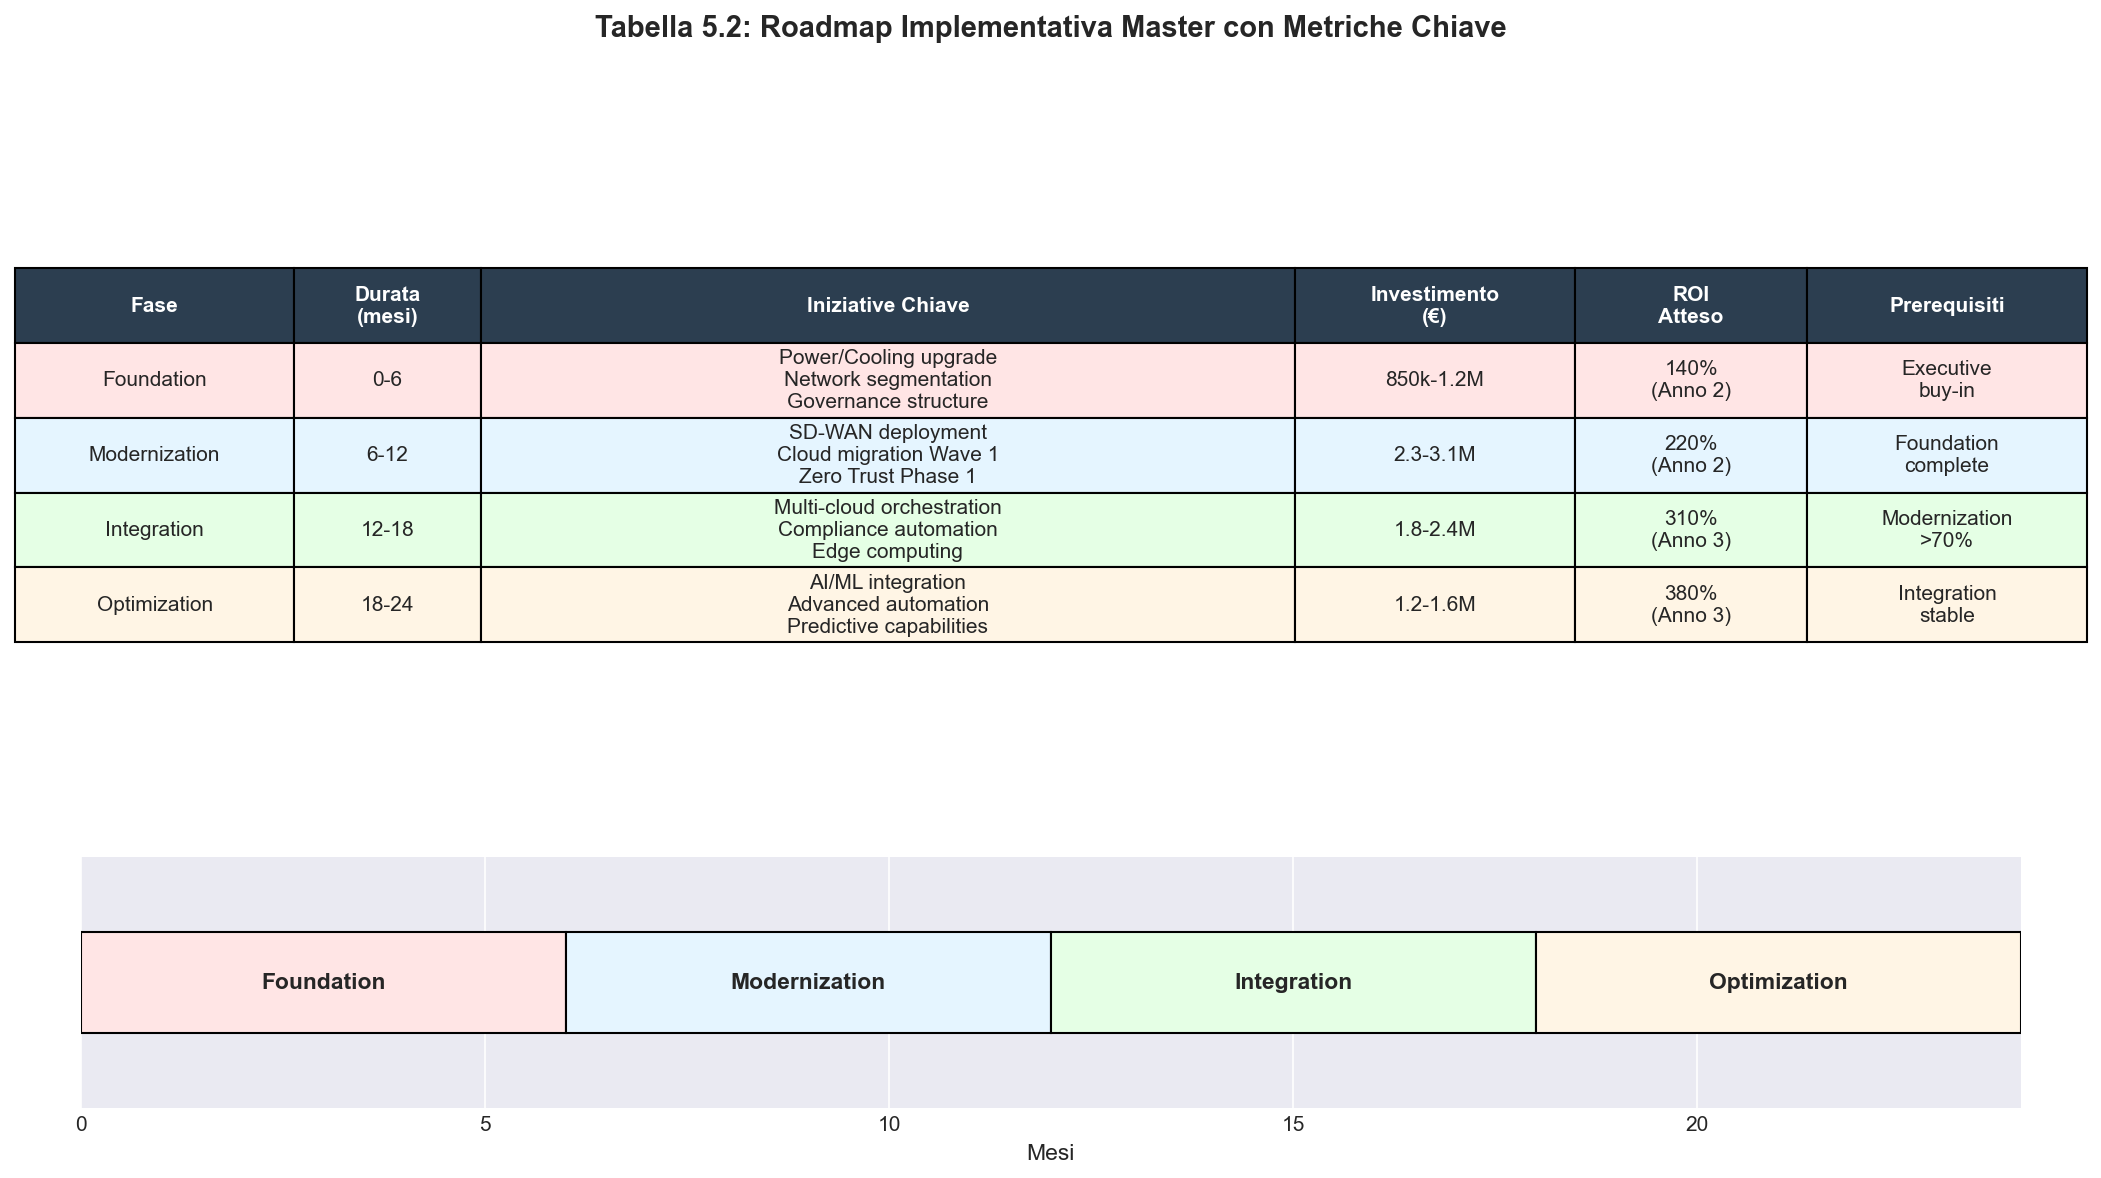 Tabella 5.2: Roadmap Implementativa Master con Metriche Chiave
Fase
Durata
(mesi)
Iniziative Chiave
Investimento
(€)
ROI
Atteso
Prerequisiti
Foundation
0-6
Power/Cooling upgrade
Network segmentation
Governance structure
850k-1.2M
140%
(Anno 2)
Executive
buy-in
Modernization
6-12
SD-WAN deployment
Cloud migration Wave 1
Zero Trust Phase 1
2.3-3.1M
220%
(Anno 2)
Foundation
complete
Integration
12-18
Multi-cloud orchestration
Compliance automation
Edge computing
1.8-2.4M
310%
(Anno 3)
Modernization
>70%
Optimization
18-24
AI/ML integration
Advanced automation
Predictive capabilities
1.2-1.6M
380%
(Anno 3)
Integration
stable
Foundation
Modernization
Integration
Optimization
0
5
10
15
20
Mesi